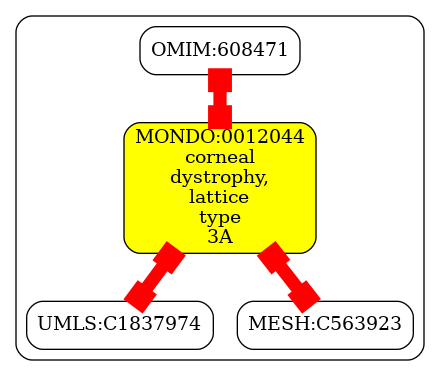 OMIM:608471
MONDO:0012044
corneal
dystrophy,
lattice
type
3A
UMLS:C1837974
MESH:C563923